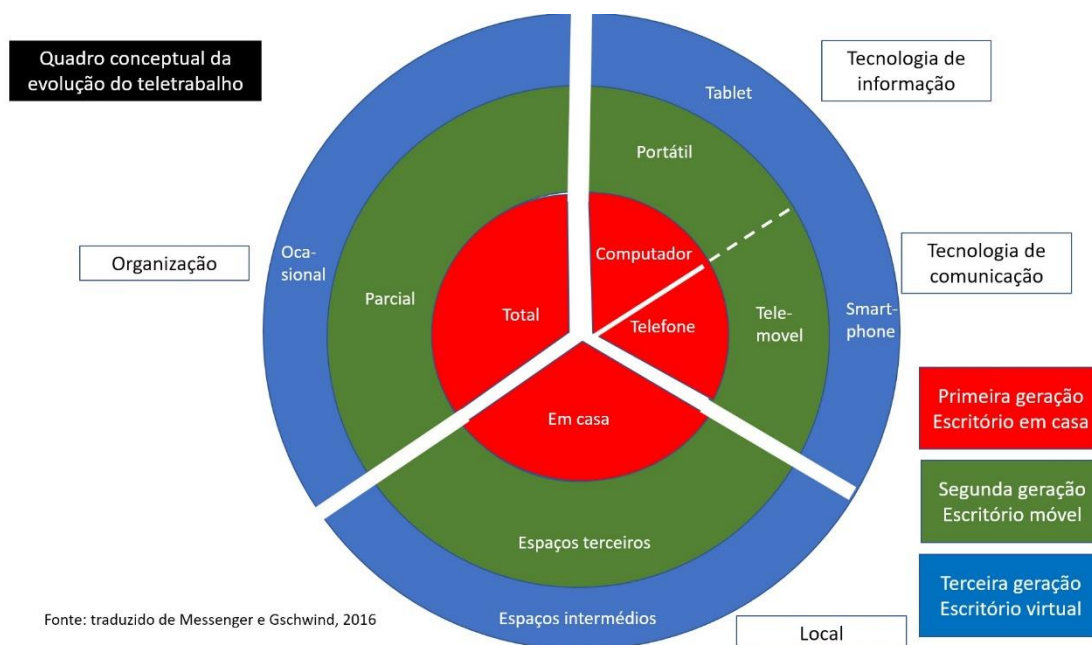 Quadro conceptual da
evolução do teletrabalho
Tecnologia de
informação
Tablet
Portátil
Oca-
sional
Organização
Computador
Tecnologia de
comunicação
Parcial
Total
Telefone
Tele-
movel
Smart-
phone
Em casa
Primeira geração
Escritório em casa
Segunda geração
Escritório móvel
Espaços terceiros
Terceira geração
Escritório virtual
Fonte: traduzido de Messenger e Gschwind, 2016
Espaços intermédios
Local